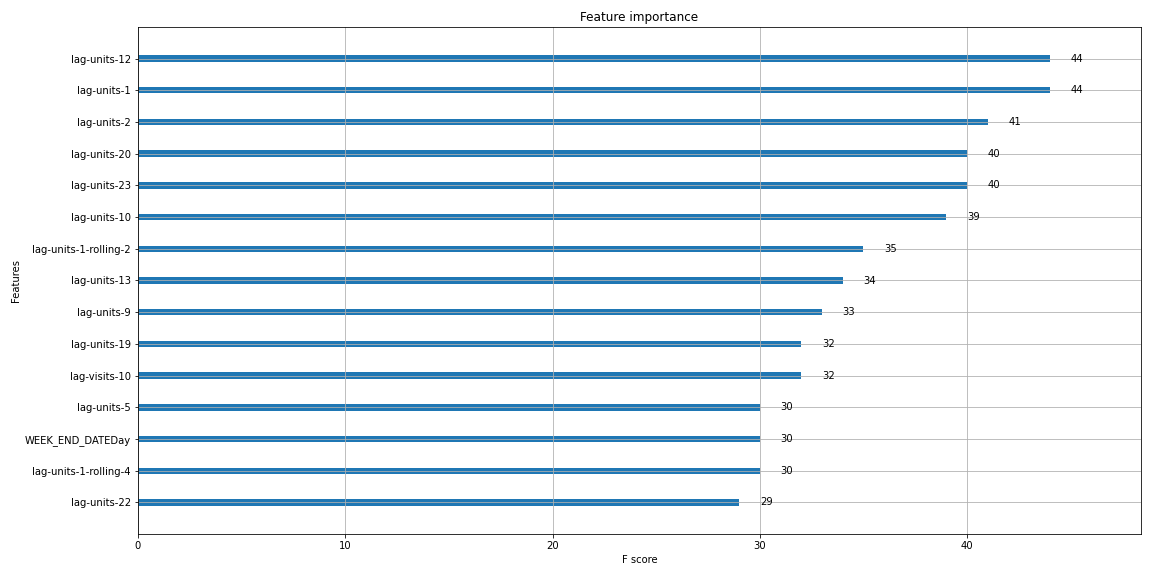 Feature importance
lag-units-12 44
lag-units-1 44
lag-units-2 41
lag-units-20 40
lag-units-23 40
lag-units-10 39
lag-units-1-rolling-2 35
lag-units-13 34
lag-units-9 33
lag-units-19 32
lag-visits-10 32
lag-units-5 30
WEEK_END_DATEDay 30
lag-units-1-rolling-4 30
lag-units-22 29
Features
0 10 20 30 40
F score